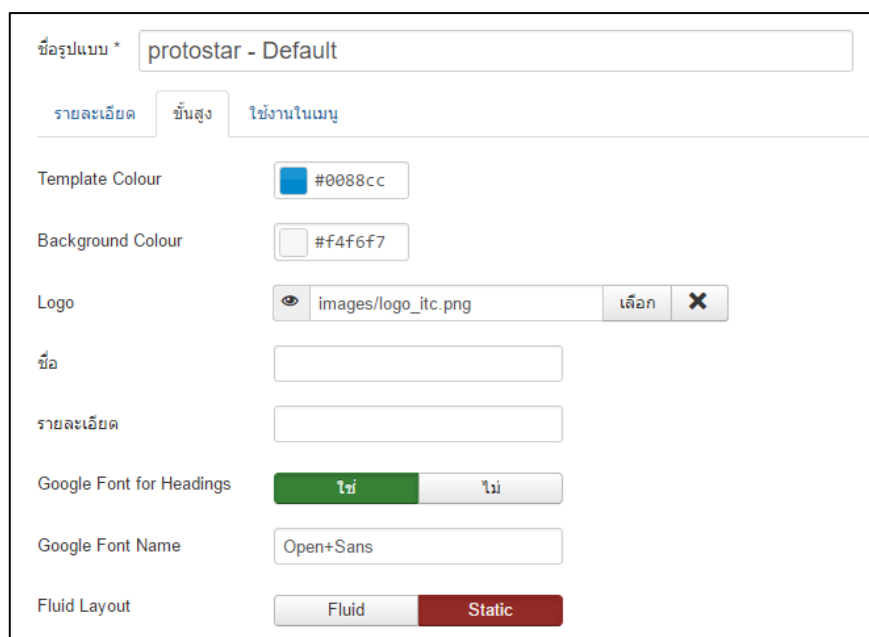 ชื่อรูปแบบ * protostar - Default
รายละเอียด ขั้นสูง ใช้งานในเมนู
Template Colour #0088cc
Background Colour #f4f6f7
Logo images/logo_itc.png เลือก ✖
ชื่อ
รายละเอียด
Google Font for Headings ใช่ ไม่
Google Font Name Open+Sans
Fluid Layout Fluid Static